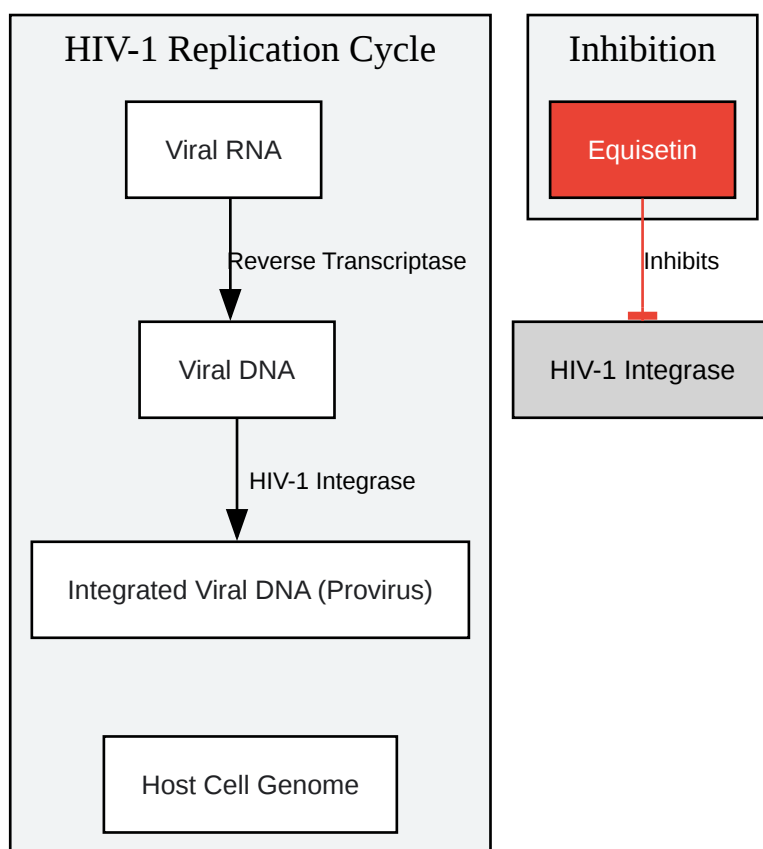 HIV-1 Replication Cycle
Viral RNA
Reverse Transcriptase
Viral DNA
HIV-1 Integrase
Integrated Viral DNA (Provirus)
Host Cell Genome
Inhibition
Equisetin
Inhibits
HIV-1 Integrase